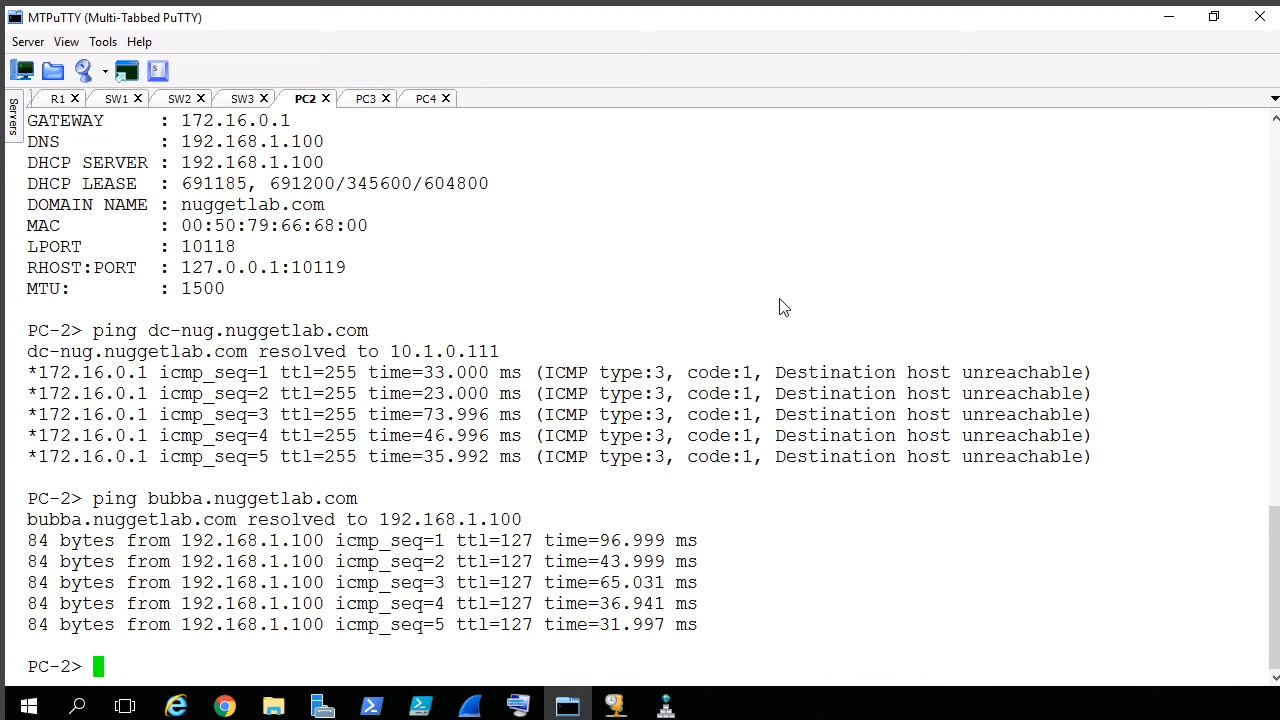 MTPuTTY (Multi-Tabbed PuTTY)
Server View Tools Help
Servers
R1 SW1 SW2 SW3 PC2 PC3 PC4
GATEWAY : 172.16.0.1
DNS : 192.168.1.100
DHCP SERVER : 192.168.1.100
DHCP LEASE : 691185, 691200/345600/604800
DOMAIN NAME : nuggetlab.com
MAC : 00:50:79:66:68:00
LPORT : 10118
RHOST:PORT : 127.0.0.1:10119
MTU: : 1500
PC-2> ping dc-nug.nuggetlab.com
dc-nug.nuggetlab.com resolved to 10.1.0.111
*172.16.0.1 icmp_seq=1 ttl=255 time=33.000 ms (ICMP type:3, code:1, Destination host unreachable)
*172.16.0.1 icmp_seq=2 ttl=255 time=23.000 ms (ICMP type:3, code:1, Destination host unreachable)
*172.16.0.1 icmp_seq=3 ttl=255 time=73.996 ms (ICMP type:3, code:1, Destination host unreachable)
*172.16.0.1 icmp_seq=4 ttl=255 time=46.996 ms (ICMP type:3, code:1, Destination host unreachable)
*172.16.0.1 icmp_seq=5 ttl=255 time=35.992 ms (ICMP type:3, code:1, Destination host unreachable)
PC-2> ping bubba.nuggetlab.com
bubba.nuggetlab.com resolved to 192.168.1.100
84 bytes from 192.168.1.100 icmp_seq=1 ttl=127 time=96.999 ms
84 bytes from 192.168.1.100 icmp_seq=2 ttl=127 time=43.999 ms
84 bytes from 192.168.1.100 icmp_seq=3 ttl=127 time=65.031 ms
84 bytes from 192.168.1.100 icmp_seq=4 ttl=127 time=36.941 ms
84 bytes from 192.168.1.100 icmp_seq=5 ttl=127 time=31.997 ms
PC-2>